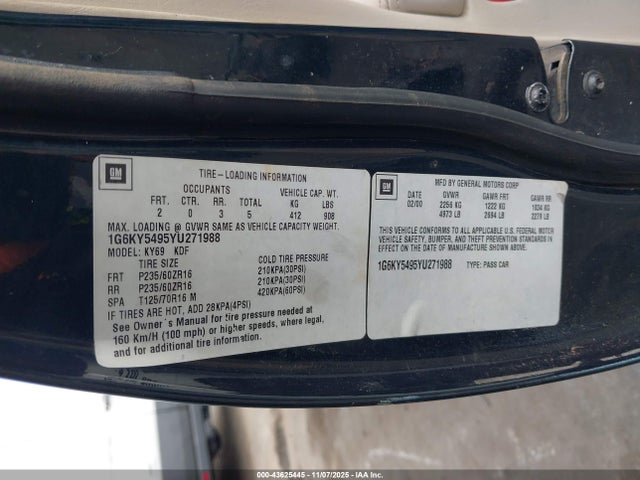 GM
TIRE-LOADING INFORMATION
OCCUPANTS VEHICLE CAP. WT.
FRT. CTR. RR. TOTAL KG LBS
2 0 3 5 412 908
MAX. LOADING @ GVWR SAME AS VEHICLE CAPACITY WEIGHT.
1G6KY5495YU271988
MODEL: KY69 KDF
TIRE SIZE COLD TIRE PRESSURE
FRT P235/60ZR16 210KPA(30PSI)
RR P235/60ZR16 210KPA(30PSI)
SPA T125/70R16 M 420KPA(60PSI)
IF TIRES ARE HOT, ADD 28KPA(4PSI)
See Owner's Manual for tire pressure needed at
160 Km/H (100 mph) or higher speeds, where legal,
and for additional tire information.
GM
MFD BY GENERAL MOTORS CORP
DATE GVWR GAWR FRT GAWR RR
02/00 2256 KG 1222 KG 1034 KG
4973 LB 2694 LB 2279 LB
THIS VEHICLE CONFORMS TO ALL APPLICABLE U.S. FEDERAL MOTOR
VEHICLE SAFETY, BUMPER, AND THEFT PREVENTION STANDARDS IN
EFFECT ON THE DATE OF MANUFACTURE SHOWN ABOVE.
1G6KY5495YU271988 TYPE: PASS CAR
000-43625445 - 11/07/2025 - IAAI.COM